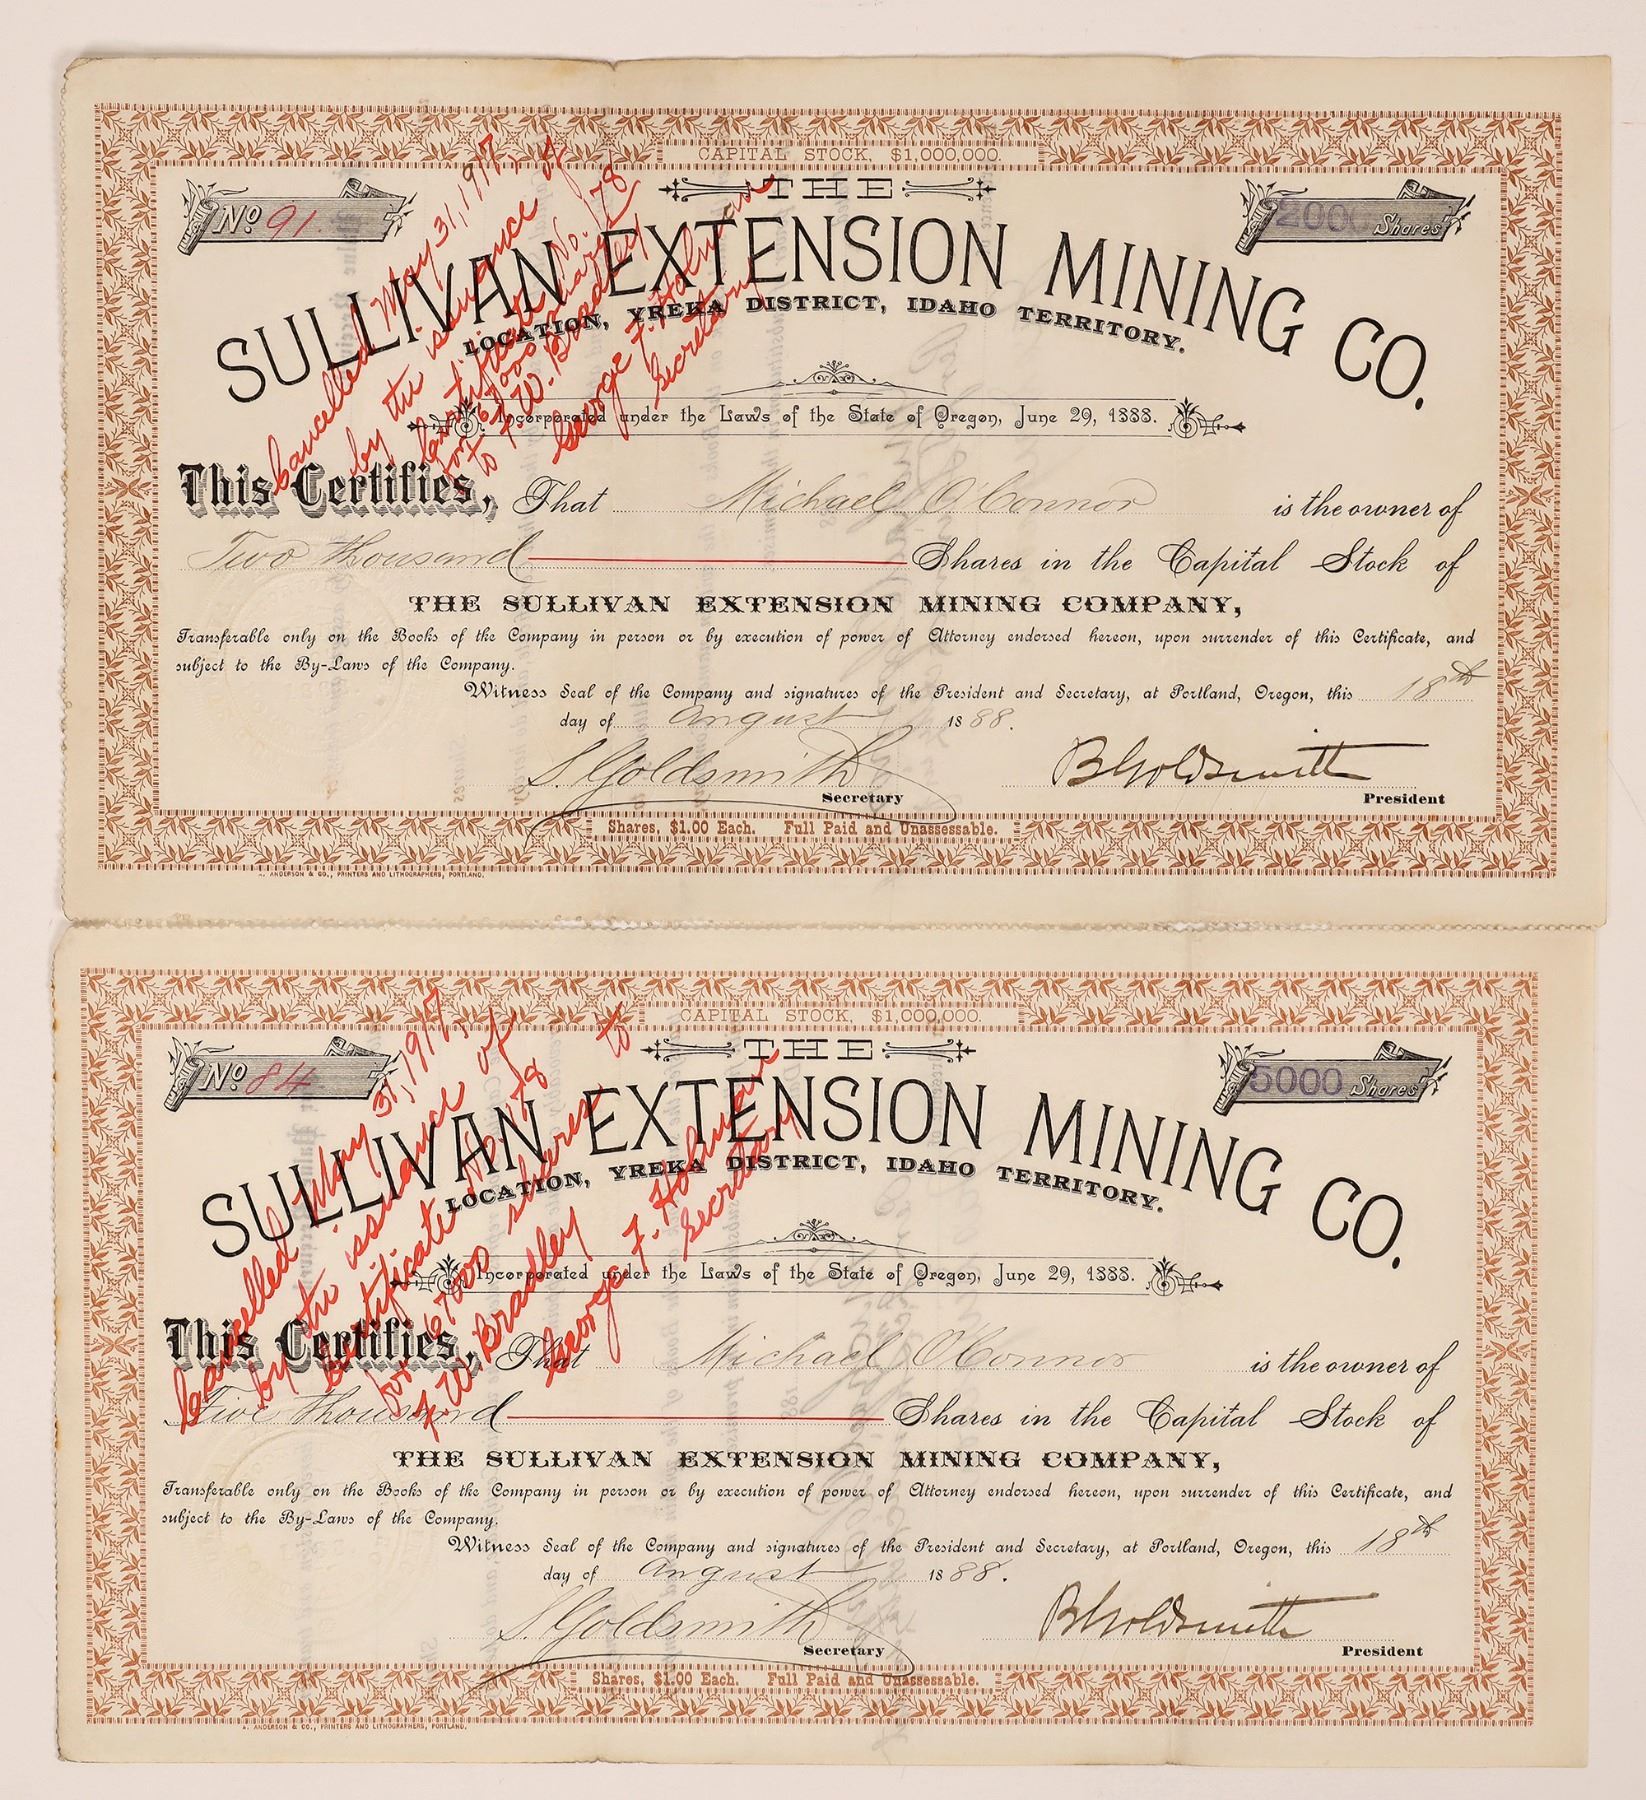 CAPITAL STOCK, $1,000,000.
No 91.
THE
2000 Shares
SULLIVAN EXTENSION MINING CO.
LOCATION, YREKA DISTRICT, IDAHO TERRITORY.
Incorporated under the Laws of the State of Oregon, June 29, 1888.
Cancelled May 31, 1917, by the issuance of Certificate No. 178 for 67000 shares to F. W. Bradley
George F. Holman
Secretary
This Certifies, That Michael O'Connor is the owner of
Two thousand Shares in the Capital Stock of
THE SULLIVAN EXTENSION MINING COMPANY,
Transferable only on the Books of the Company in person or by execution of power of Attorney endorsed hereon, upon surrender of this Certificate, and
subject to the By-Laws of the Company.
Witness Seal of the Company and signatures of the President and Secretary, at Portland, Oregon, this 18th
day of August 1888.
S. Goldsmith B Goldsmith
Secretary President
Shares, $1.00 Each. Full Paid and Unassessable.
A. ANDERSON & CO., PRINTERS AND LITHOGRAPHERS, PORTLAND.
CAPITAL STOCK, $1,000,000.
No 84
THE
5000 Shares
SULLIVAN EXTENSION MINING CO.
LOCATION, YREKA DISTRICT, IDAHO TERRITORY.
Incorporated under the Laws of the State of Oregon, June 29, 1888.
Cancelled May 31, 1917, by the issuance of Certificate No. 178 for 67000 shares to F. W. Bradley
George F. Holman
Secretary
This Certifies, That Michael O'Connor is the owner of
Five thousand Shares in the Capital Stock of
THE SULLIVAN EXTENSION MINING COMPANY,
Transferable only on the Books of the Company in person or by execution of power of Attorney endorsed hereon, upon surrender of this Certificate, and
subject to the By-Laws of the Company.
Witness Seal of the Company and signatures of the President and Secretary, at Portland, Oregon, this 18th
day of August 1888.
S. Goldsmith B Goldsmith
Secretary President
Shares, $1.00 Each. Full Paid and Unassessable.
A. ANDERSON & CO., PRINTERS AND LITHOGRAPHERS, PORTLAND.